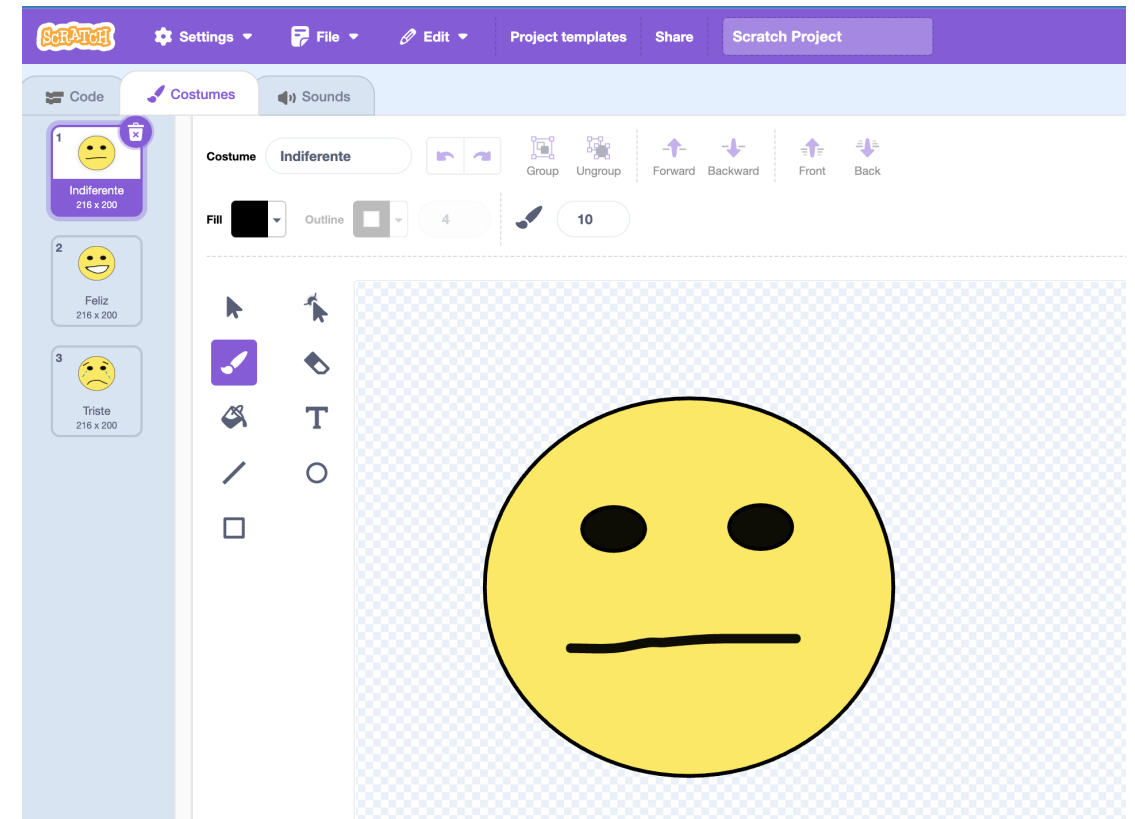 SCRATCH Settings File Edit Project templates Share Scratch Project
Code Costumes Sounds
1
Indiferente
216 x 200
2
Feliz
216 x 200
3
Triste
216 x 200
Costume Indiferente Group Ungroup Forward Backward Front Back
Fill Outline 4 10
T